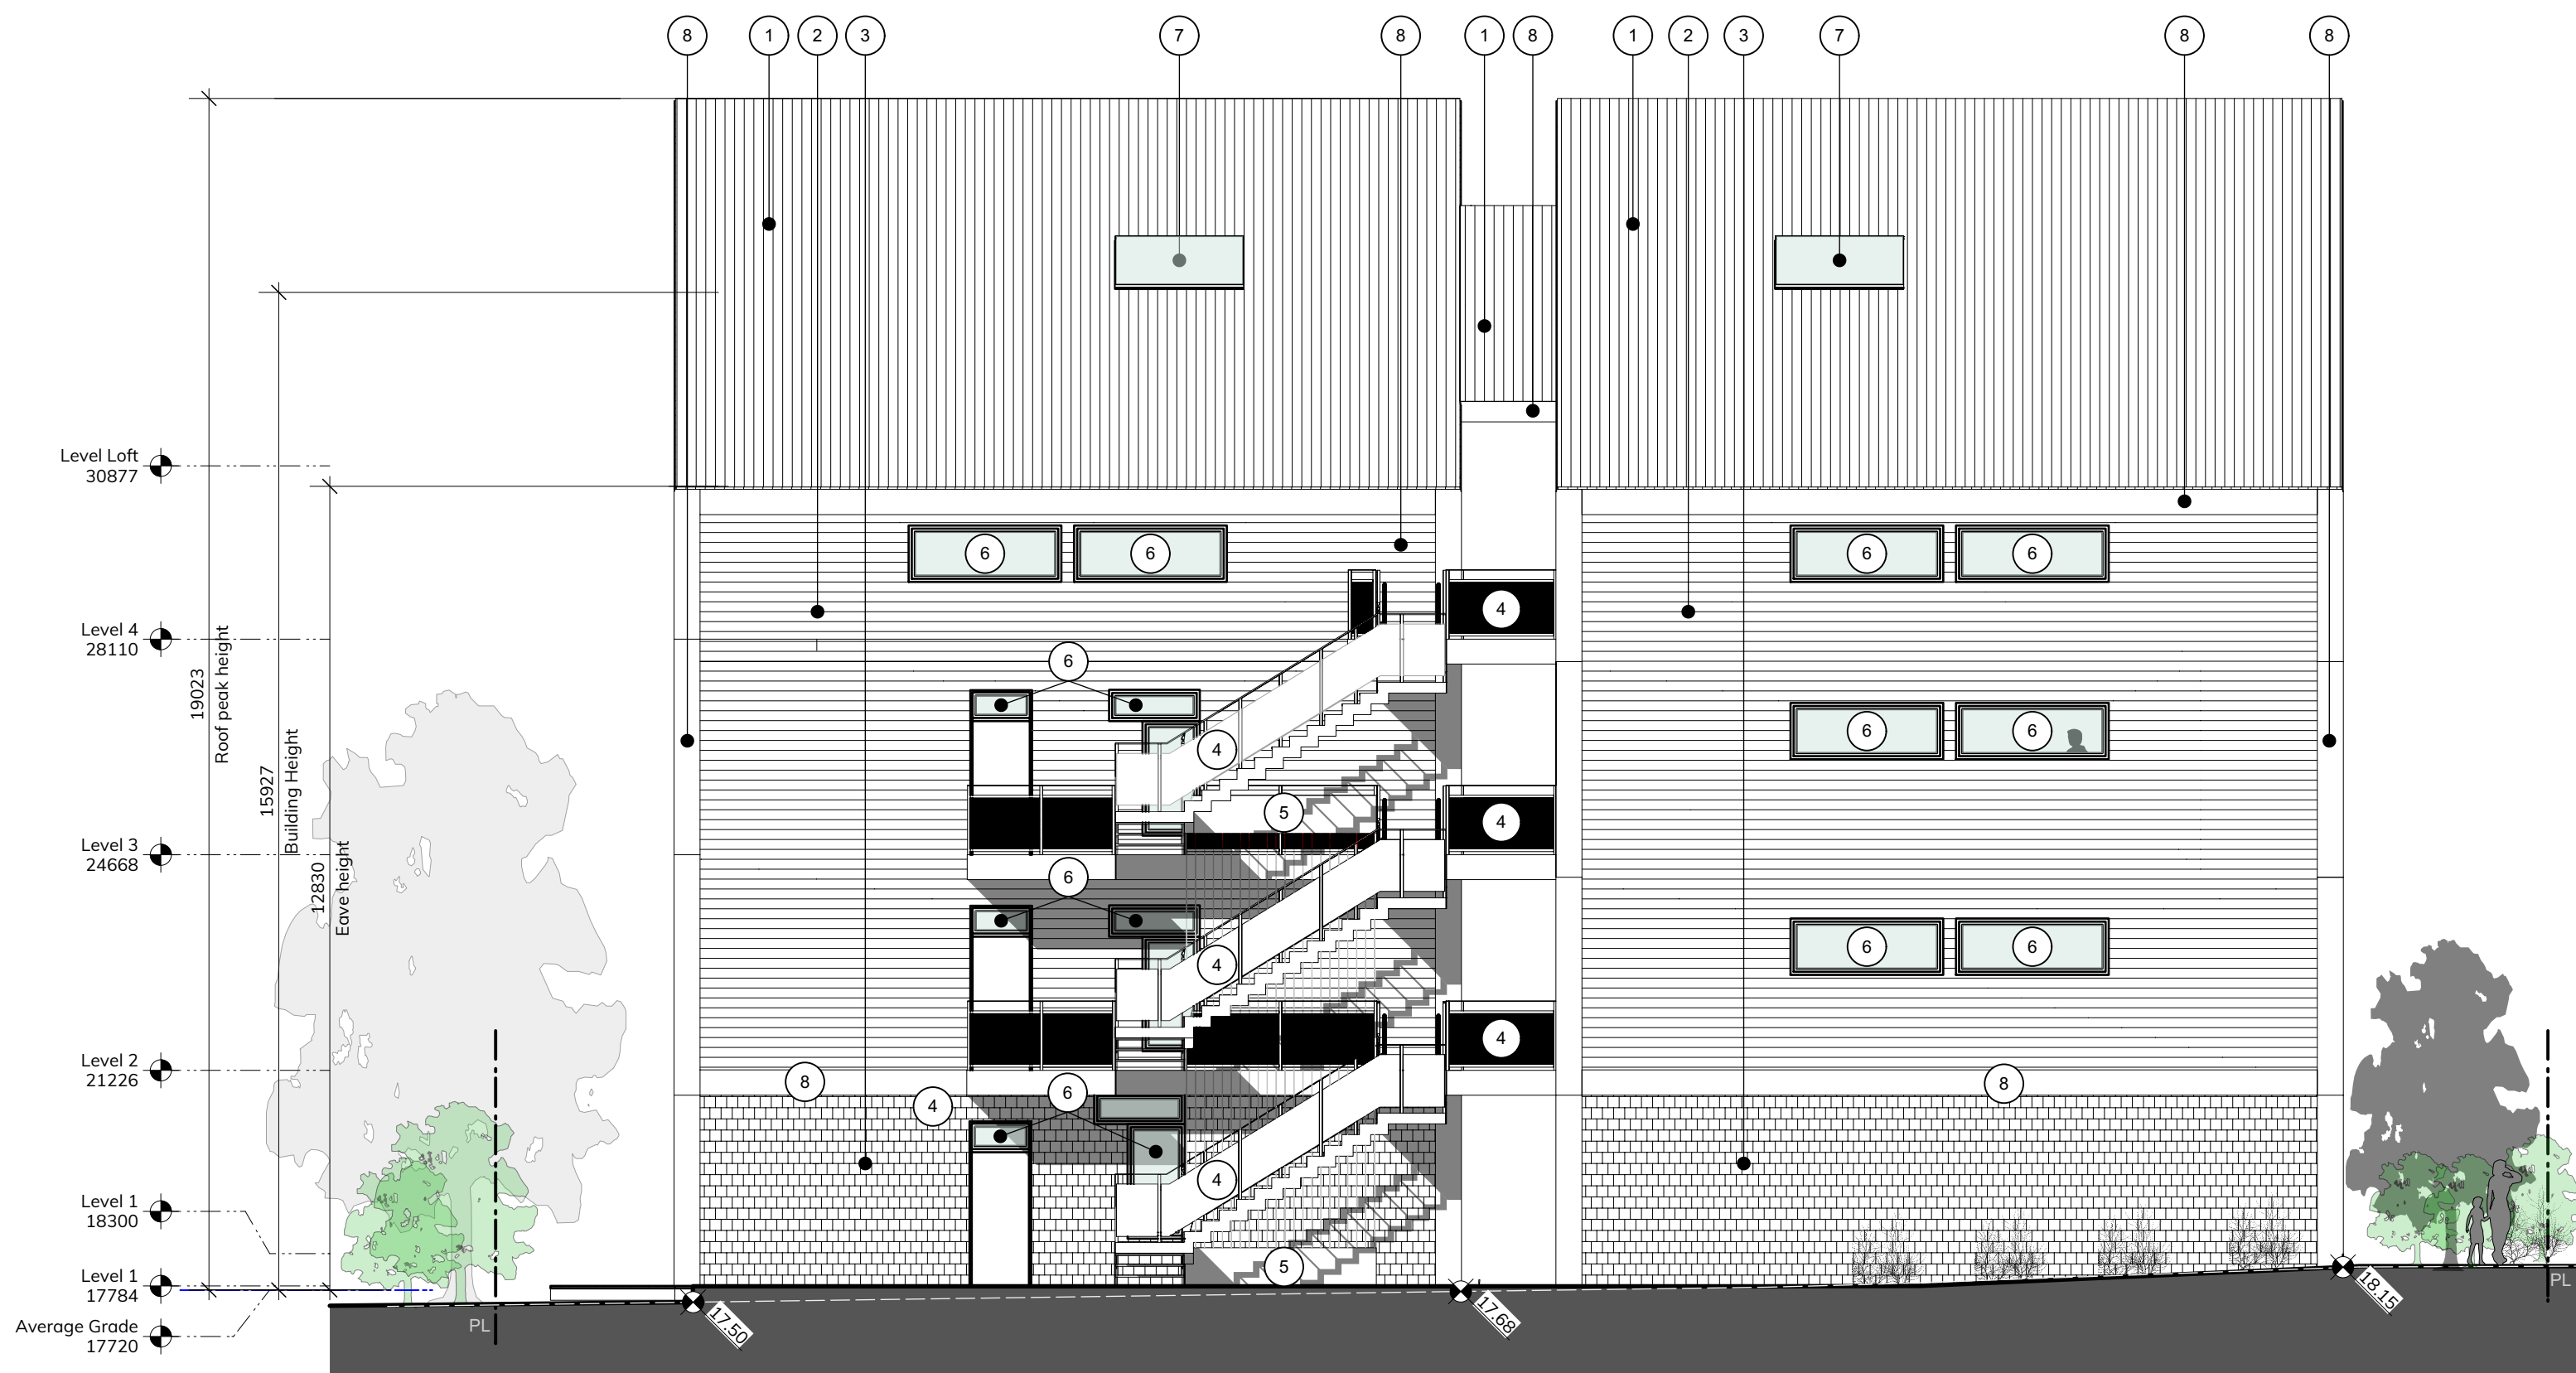 8 1 2 3 7 8 1 8 1 2 3 7 8 8
Level Loft
30877
6 6 6 6
4
Level 4
28110
19023
Roof peak height
6
6 6
4
15927
Building Height
5 4
Level 3
24668
12830
Eave height
6
6 6
4
4
Level 2
21226
8 8
6
4
4
Level 1
18300
5
Level 1
17784
PL
Average Grade
17720
PL
17.50
17.68
18.15